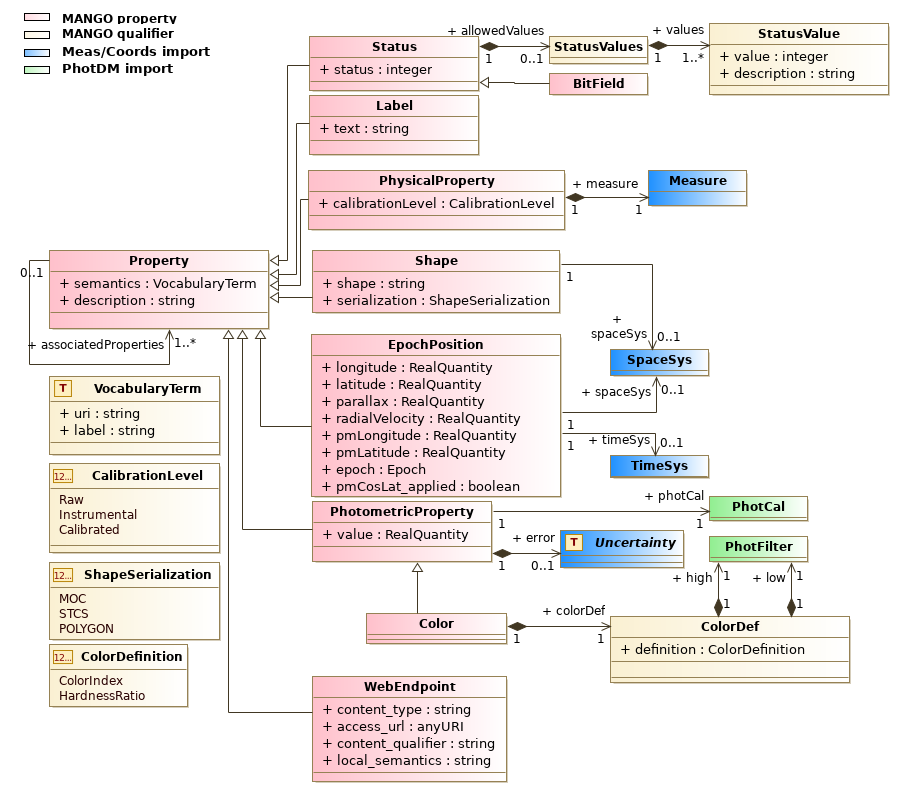 MANGO property
MANGO qualifier
Meas/Coords import
PhotDM import
Status
+ status : integer
+ allowedValues
1
0..1
StatusValues
+ values
1
1..*
StatusValue
+ value : integer
+ description : string
BitField
Label
+ text : string
PhysicalProperty
+ calibrationLevel : CalibrationLevel
+ measure
1
1
Measure
Property
+ semantics : VocabularyTerm
+ description : string
0..1
+ associatedProperties
1..*
Shape
+ shape : string
+ serialization : ShapeSerialization
1
+
spaceSys
0..1
SpaceSys
EpochPosition
+ longitude : RealQuantity
+ latitude : RealQuantity
+ parallax : RealQuantity
+ radialVelocity : RealQuantity
+ pmLongitude : RealQuantity
+ pmLatitude : RealQuantity
+ epoch : Epoch
+ pmCosLat_applied : boolean
+ spaceSys
0..1
1
1
+ timeSys
0..1
TimeSys
T
VocabularyTerm
+ uri : string
+ label : string
12...
CalibrationLevel
Raw
Instrumental
Calibrated
12...
ShapeSerialization
MOC
STCS
POLYGON
12...
ColorDefinition
ColorIndex
HardnessRatio
PhotometricProperty
+ value : RealQuantity
+ photCal
1
1
PhotCal
+ error
1
0..1
T
Uncertainty
PhotFilter
+ high
1
+ low
1
1
1
Color
+ colorDef
1
1
ColorDef
+ definition : ColorDefinition
WebEndpoint
+ content_type : string
+ access_url : anyURI
+ content_qualifier : string
+ local_semantics : string